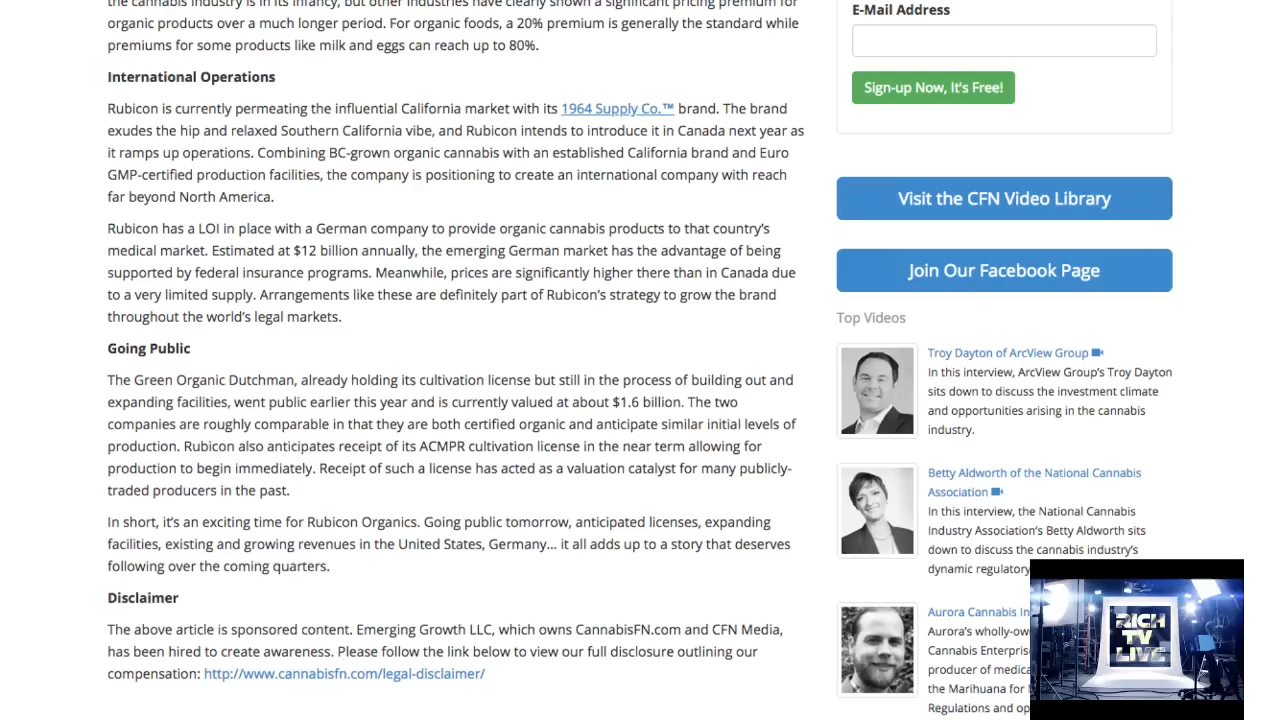 the cannabis industry is in its infancy, but other industries have clearly shown a significant pricing premium for
organic products over a much longer period. For organic foods, a 20% premium is generally the standard while
premiums for some products like milk and eggs can reach up to 80%.
International Operations
Rubicon is currently permeating the influential California market with its 1964 Supply Co.™ brand. The brand
exudes the hip and relaxed Southern California vibe, and Rubicon intends to introduce it in Canada next year as
it ramps up operations. Combining BC-grown organic cannabis with an established California brand and Euro
GMP-certified production facilities, the company is positioning to create an international company with reach
far beyond North America.
Rubicon has a LOI in place with a German company to provide organic cannabis products to that country's
medical market. Estimated at $12 billion annually, the emerging German market has the advantage of being
supported by federal insurance programs. Meanwhile, prices are significantly higher there than in Canada due
to a very limited supply. Arrangements like these are definitely part of Rubicon's strategy to grow the brand
throughout the world's legal markets.
Going Public
The Green Organic Dutchman, already holding its cultivation license but still in the process of building out and
expanding facilities, went public earlier this year and is currently valued at about $1.6 billion. The two
companies are roughly comparable in that they are both certified organic and anticipate similar initial levels of
production. Rubicon also anticipates receipt of its ACMPR cultivation license in the near term allowing for
production to begin immediately. Receipt of such a license has acted as a valuation catalyst for many publicly-
traded producers in the past.
In short, it's an exciting time for Rubicon Organics. Going public tomorrow, anticipated licenses, expanding
facilities, existing and growing revenues in the United States, Germany... it all adds up to a story that deserves
following over the coming quarters.
Disclaimer
The above article is sponsored content. Emerging Growth LLC, which owns CannabisFN.com and CFN Media,
has been hired to create awareness. Please follow the link below to view our full disclosure outlining our
compensation: http://www.cannabisfn.com/legal-disclaimer/
E-Mail Address
Sign-up Now, It's Free!
Visit the CFN Video Library
Join Our Facebook Page
Top Videos
Troy Dayton of ArcView Group
In this interview, ArcView Group's Troy Dayton
sits down to discuss the investment climate
and opportunities arising in the cannabis
industry.
Betty Aldworth of the National Cannabis
Association
In this interview, the National Cannabis
Industry Association's Betty Aldworth sits
down to discuss the cannabis industry's
dynamic regulatory
Aurora Cannabis In
Aurora's wholly-ow
Cannabis Enterpris
producer of medica
the Marihuana for
Regulations and op
RICH
TV
LIVE